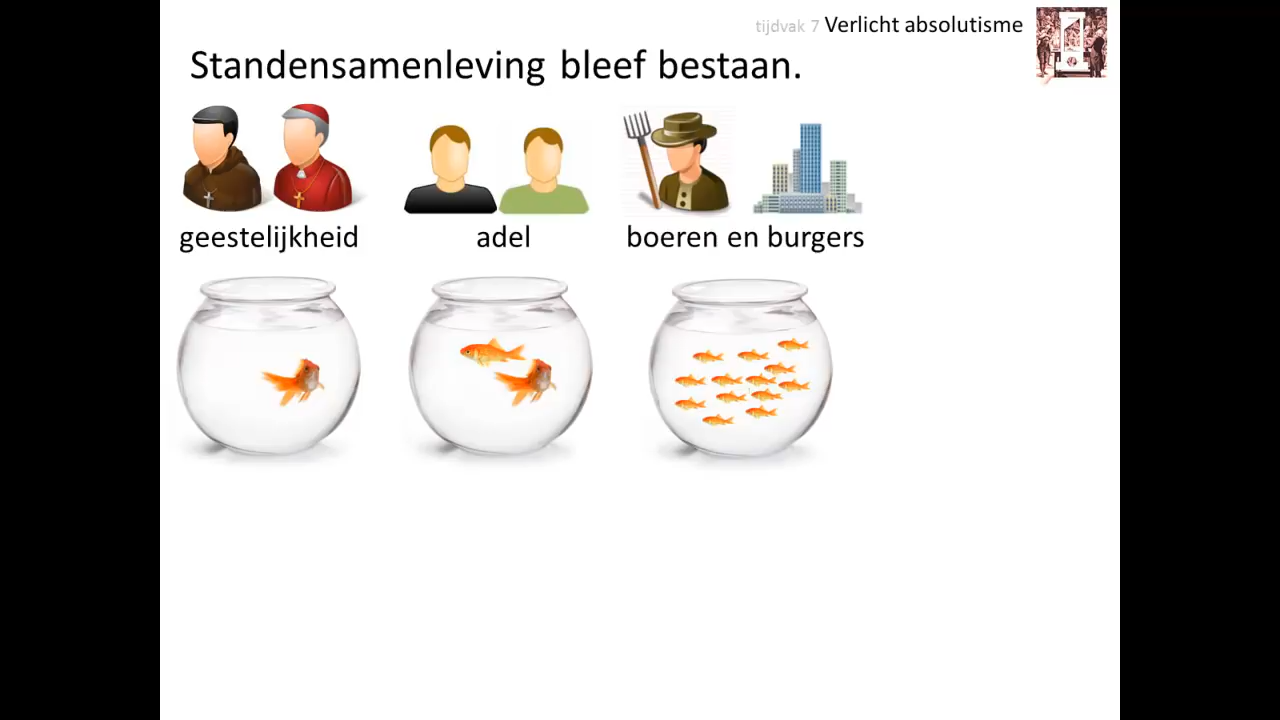 tijdvak 7 Verlicht absolutisme
Standensamenleving bleef bestaan.
geestelijkheid
adel
boeren en burgers